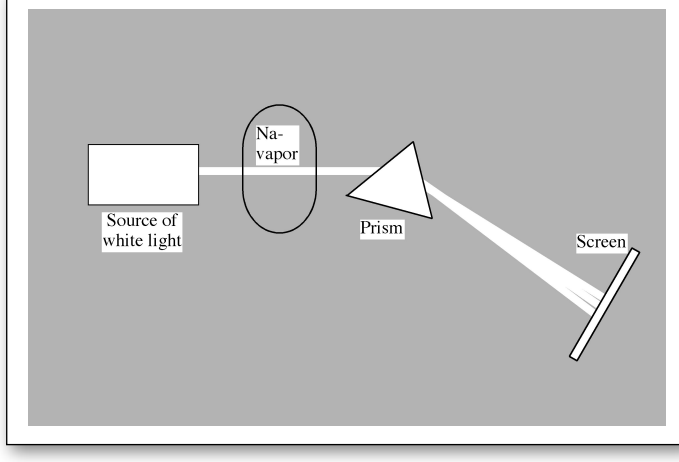 Na-
vapor
Source of
white light
Prism
Screen